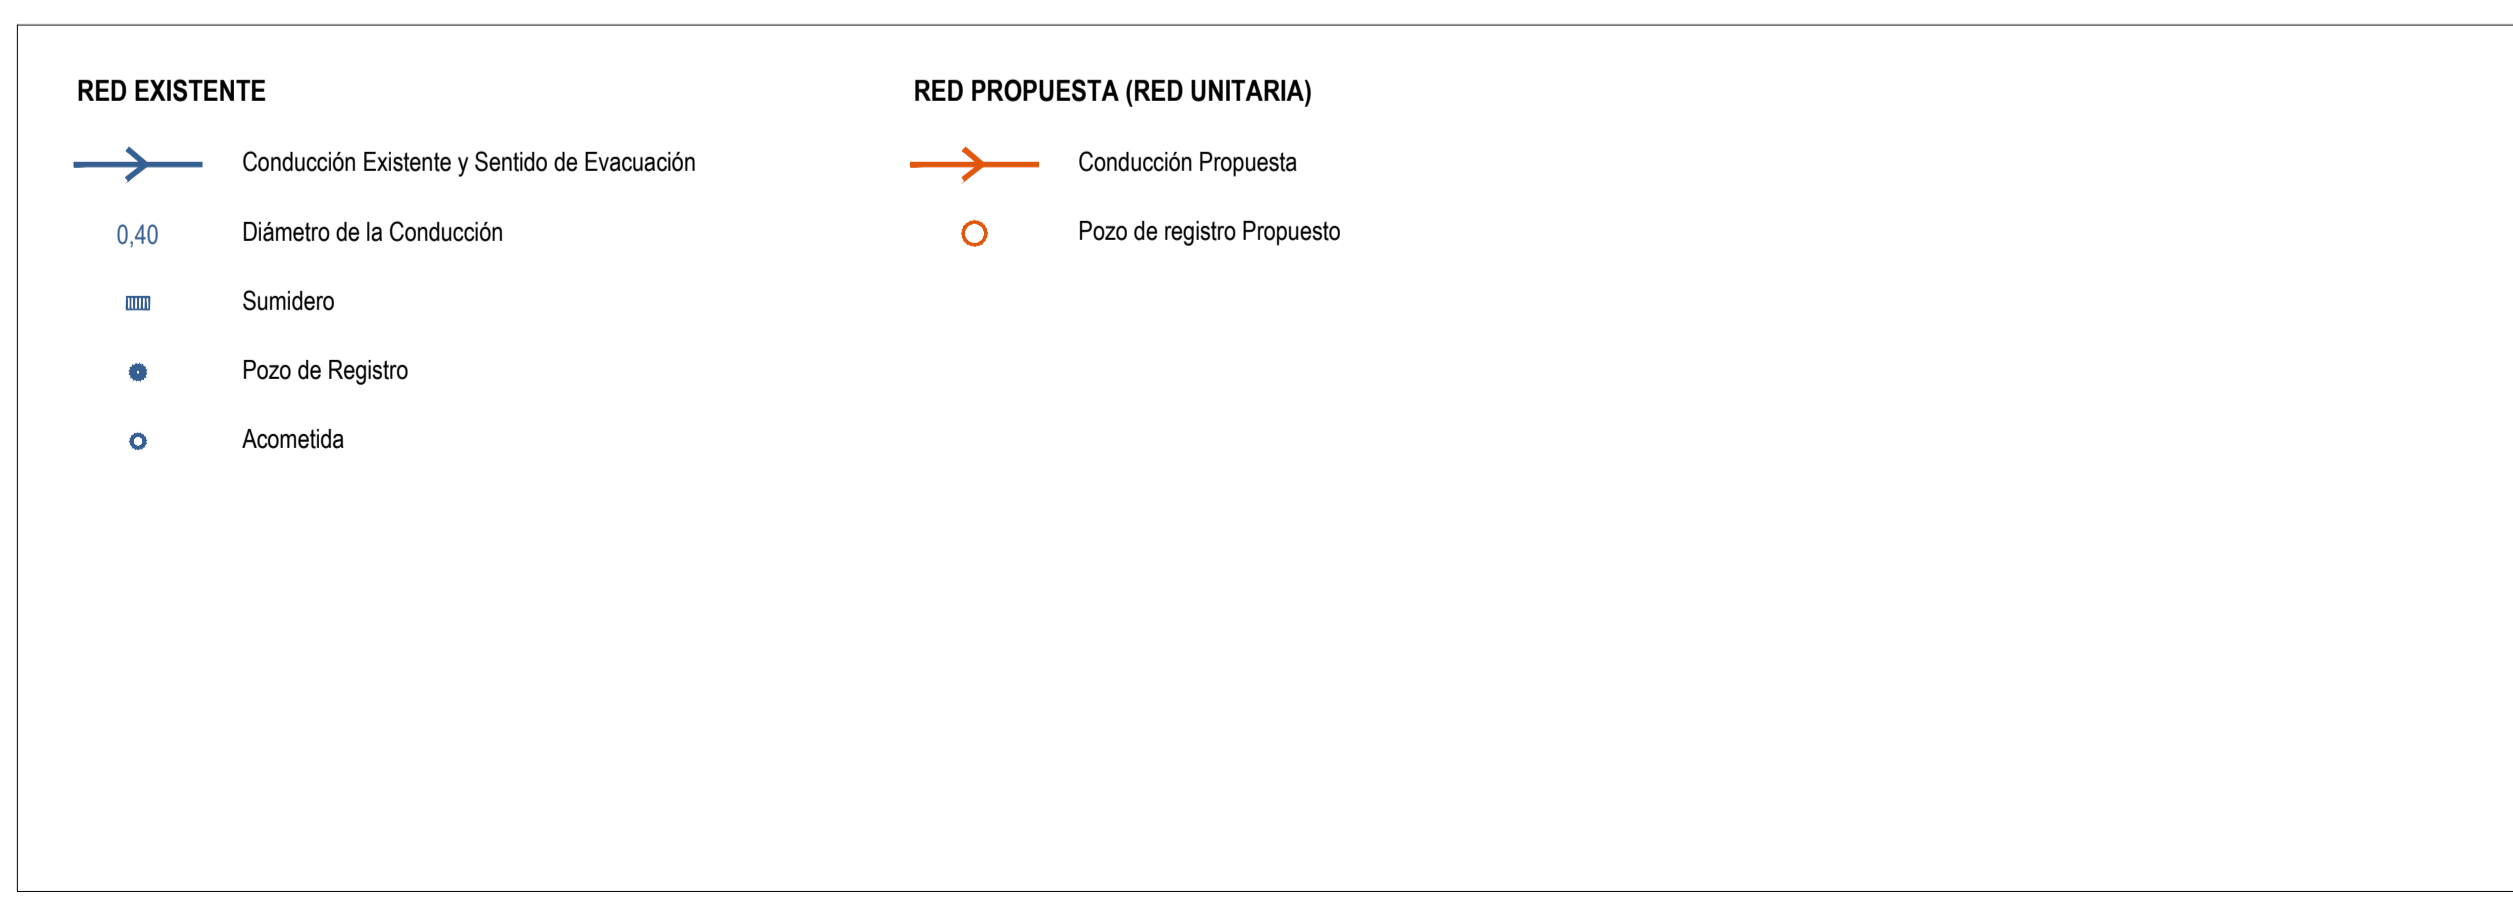 RED EXISTENTE
Conducción Existente y Sentido de Evacuación
0,40 Diámetro de la Conducción
Sumidero
Pozo de Registro
Acometida
RED PROPUESTA (RED UNITARIA)
Conducción Propuesta
Pozo de registro Propuesto